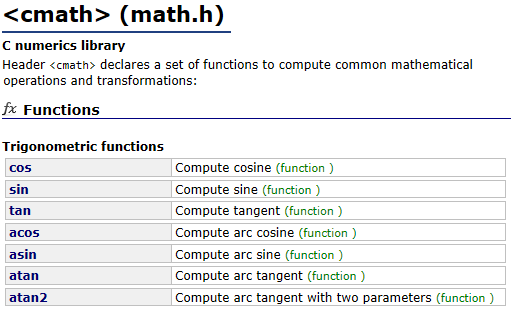 <cmath> (math.h)
C numerics library
Header <cmath> declares a set of functions to compute common mathematical
operations and transformations:
fx Functions
Trigonometric functions
cos Compute cosine (function )
sin Compute sine (function )
tan Compute tangent (function )
acos Compute arc cosine (function )
asin Compute arc sine (function )
atan Compute arc tangent (function )
atan2 Compute arc tangent with two parameters (function )